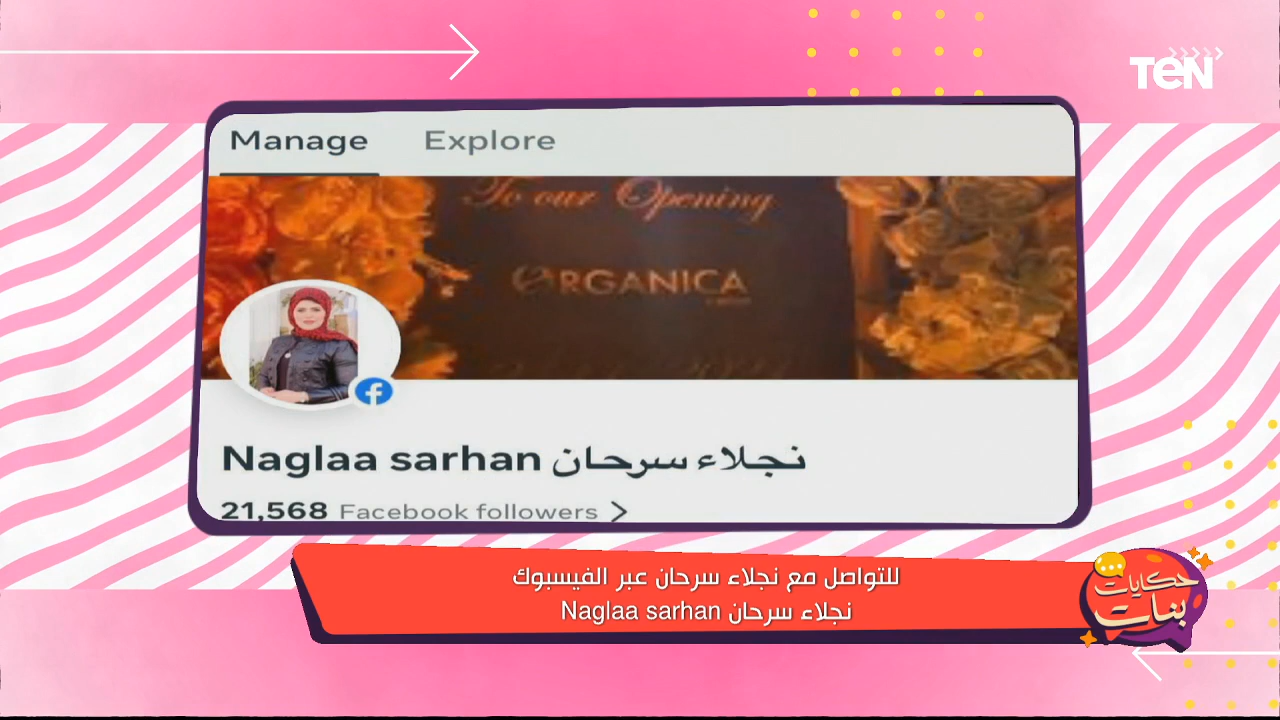 TeN
Manage
Explore
To our Opening
ORGANICA
Naglaa sarhan نجلاء سرحان
21,568 Facebook followers >
للتواصل مع نجلاء سرحان عبر الفيسبوك
نجلاء سرحان Naglaa sarhan
حكايات
بنات